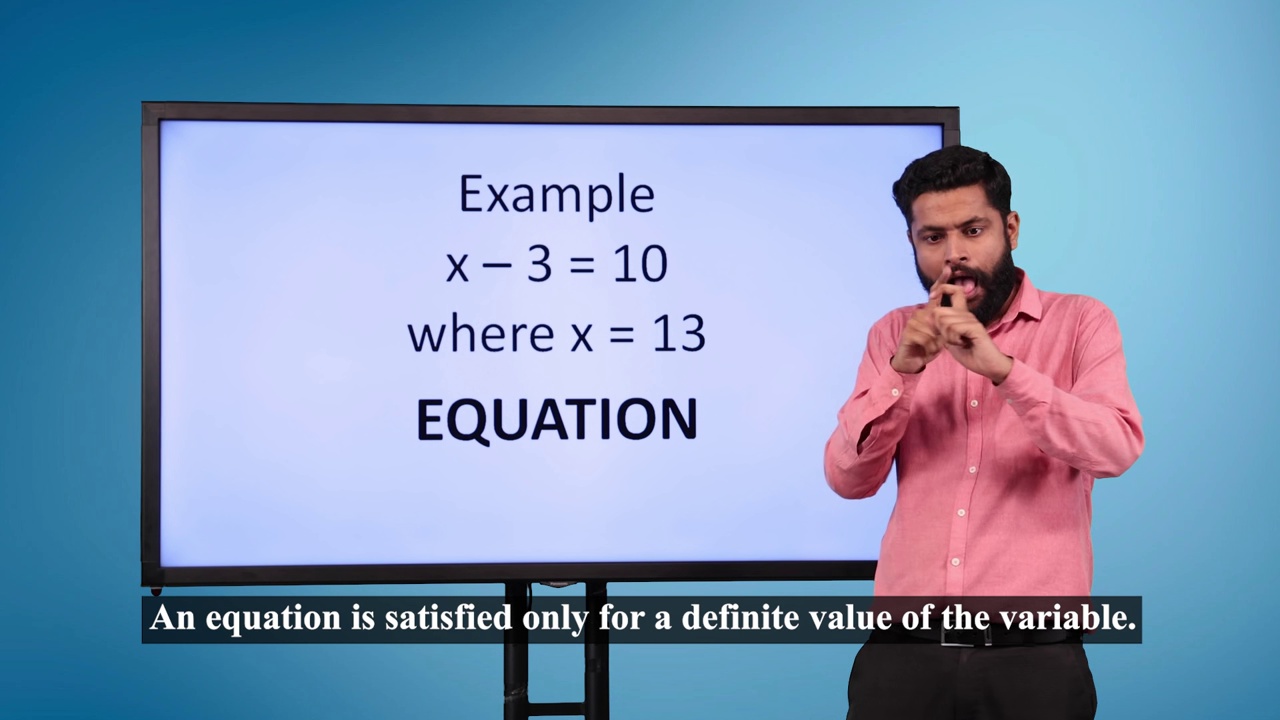 Example
x – 3 = 10
where x = 13
EQUATION
An equation is satisfied only for a definite value of the variable.